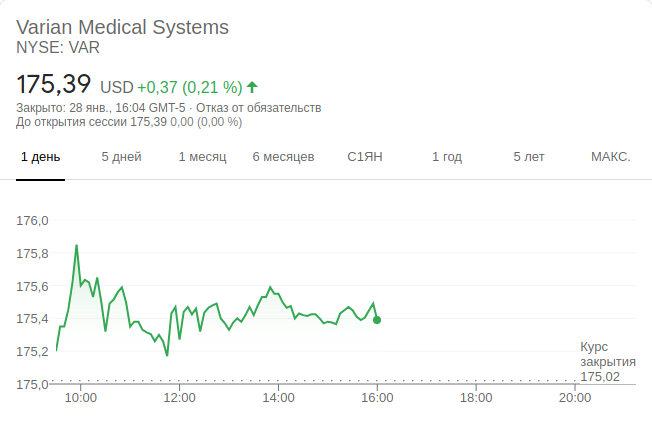 Varian Medical Systems
NYSE: VAR
175,39 USD +0,37 (0,21 %)
Закрыто: 28 янв., 16:04 GMT-5 · Отказ от обязательств
До открытия сессии 175,39 0,00 (0,00 %)
1 день 5 дней 1 месяц 6 месяцев С1ЯН 1 год 5 лет МАКС.
176,0
175,8
175,6
175,4
175,2
Курс
закрытия
175,02
175,0
10:00 12:00 14:00 16:00 18:00 20:00